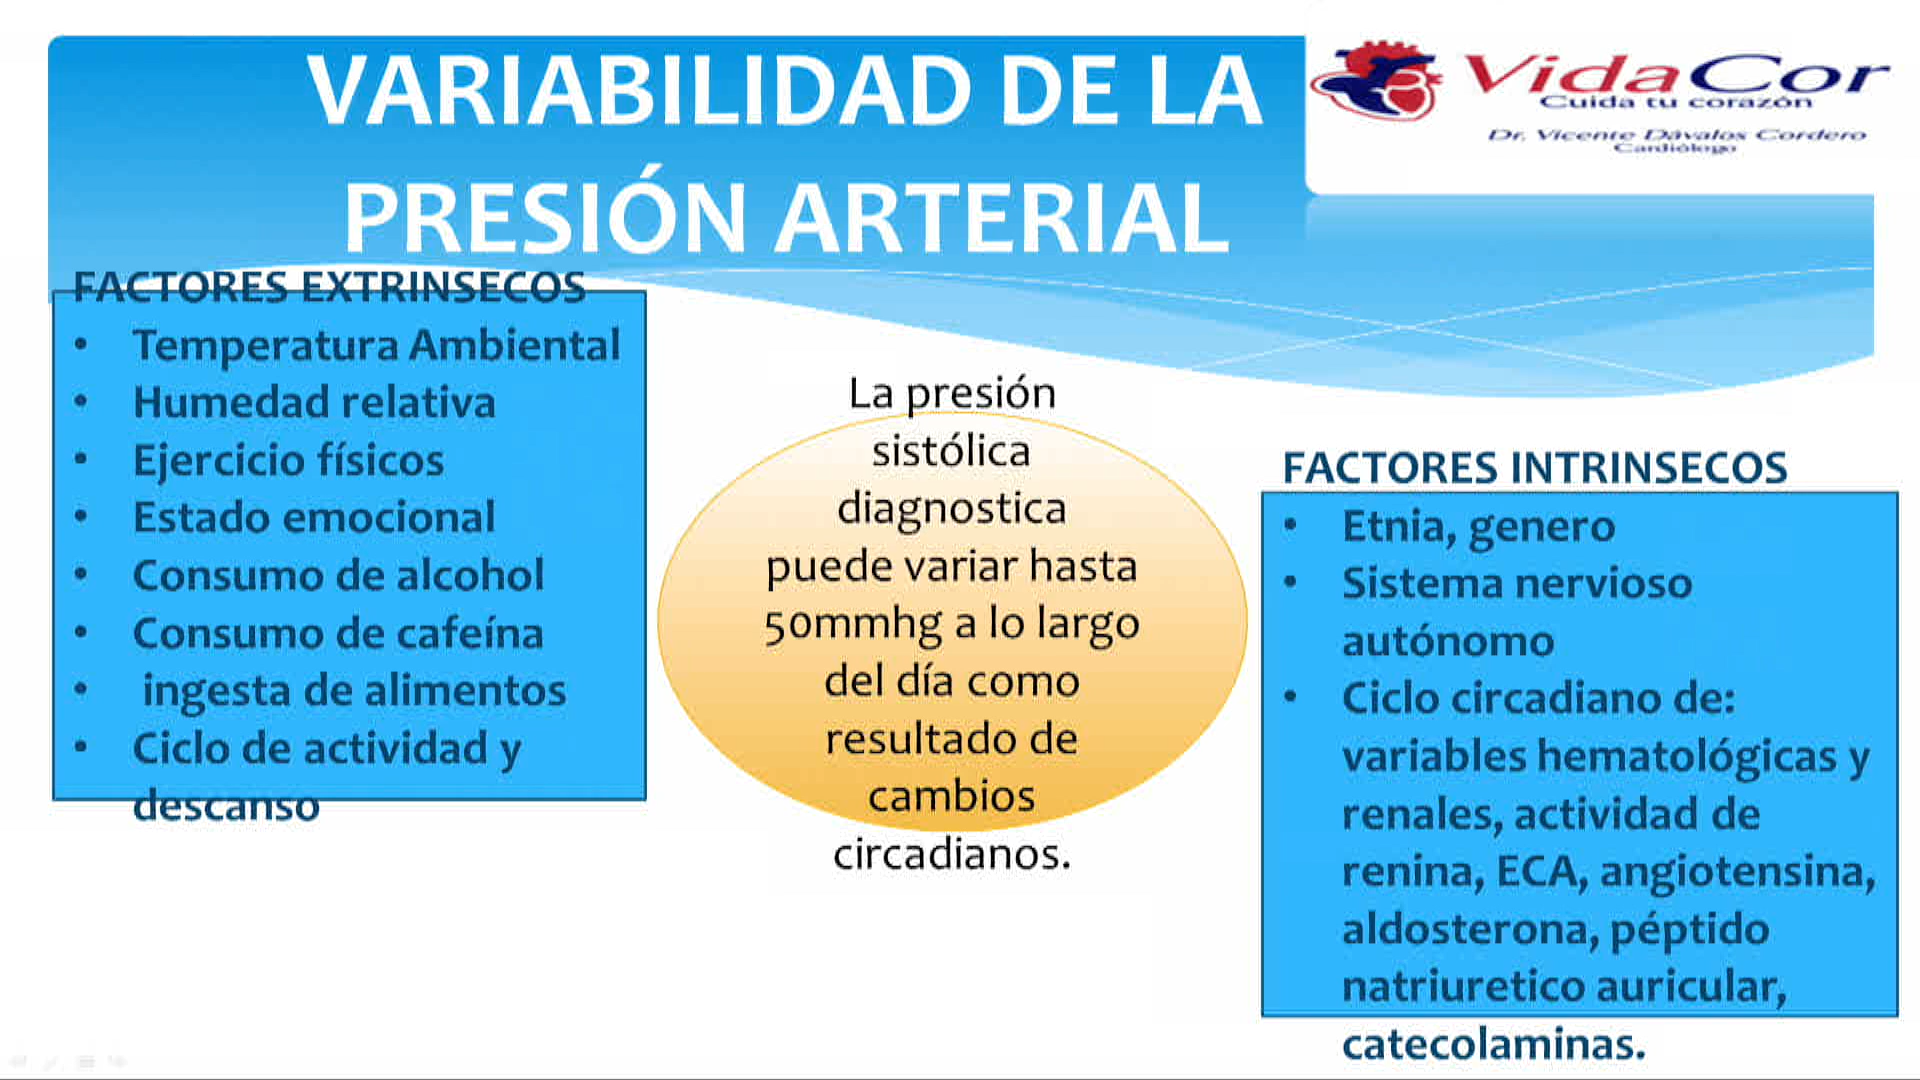 VARIABILIDAD DE LA
PRESIÓN ARTERIAL
VidaCor
Cuida tu corazón
Dr. Vicente Dávalos Cordero
Cardiólogo
FACTORES EXTRINSECOS
• Temperatura Ambiental
• Humedad relativa
• Ejercicio físicos
• Estado emocional
• Consumo de alcohol
• Consumo de cafeína
• ingesta de alimentos
• Ciclo de actividad y
descanso
La presión
sistólica
diagnostica
puede variar hasta
50mmhg a lo largo
del día como
resultado de
cambios
circadianos.
FACTORES INTRINSECOS
• Etnia, genero
• Sistema nervioso
autónomo
• Ciclo circadiano de:
variables hematológicas y
renales, actividad de
renina, ECA, angiotensina,
aldosterona, péptido
natriuretico auricular,
catecolaminas.